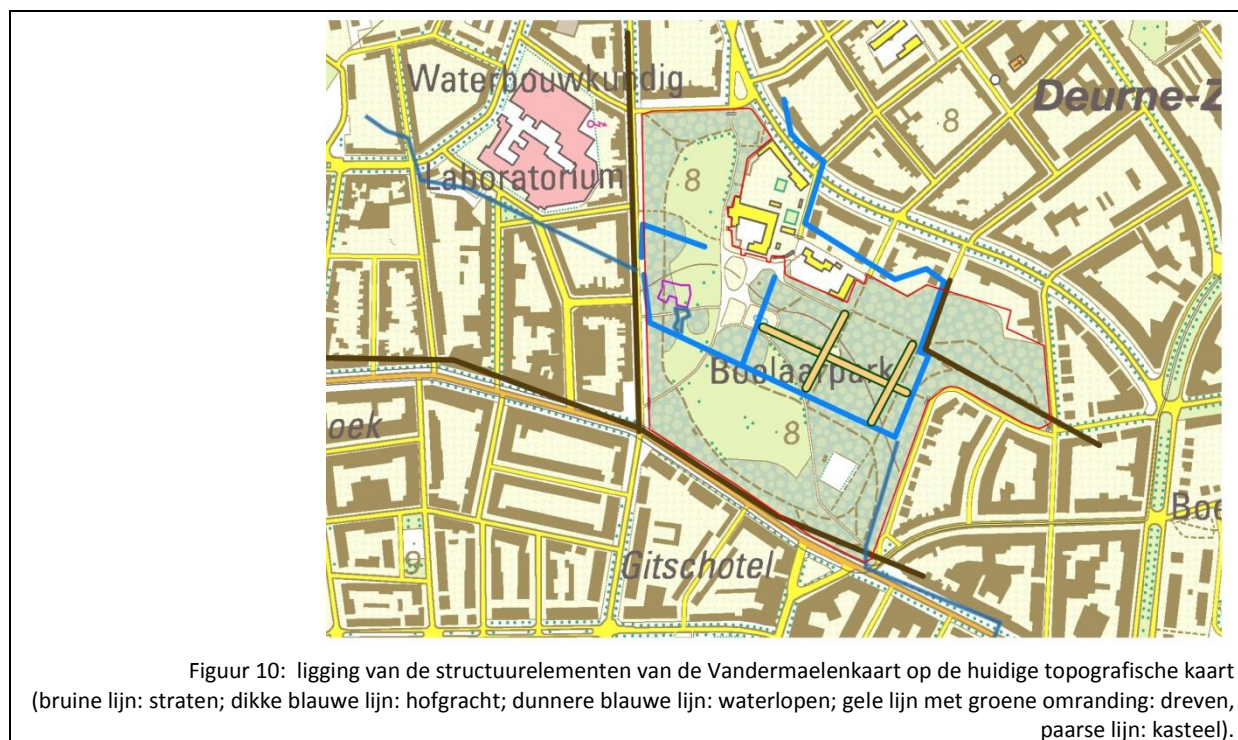 Waterbouwkundig
Deurne-Z
8
Laboratorium
8
Boelaarpark
oek
8
Boe
9
Gitschotel
Figuur 10: ligging van de structuurelementen van de Vandermaelenkaart op de huidige topografische kaart
(bruine lijn: straten; dikke blauwe lijn: hofgracht; dunnere blauwe lijn: waterlopen; gele lijn met groene omranding: dreven,
paarse lijn: kasteel).